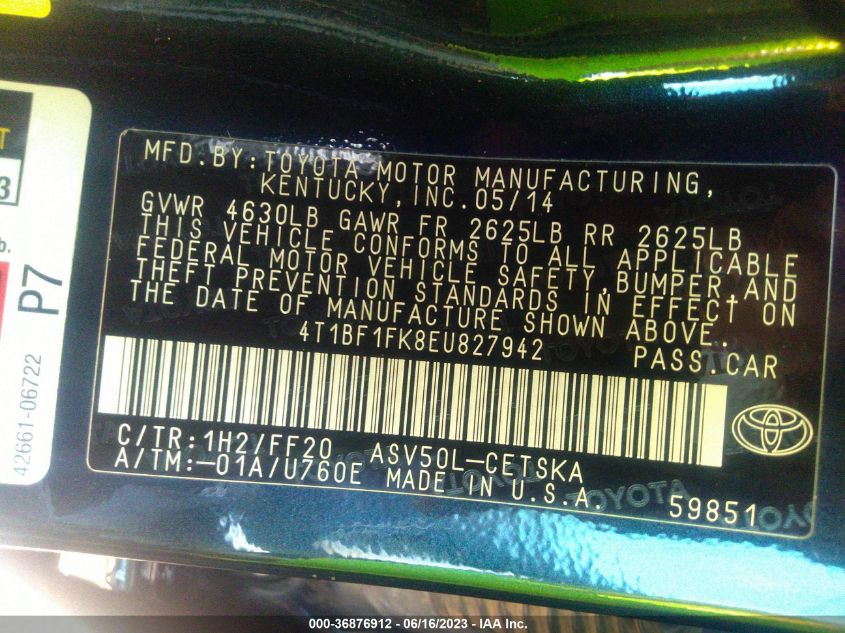 T
3
b.
P7
42661-06722
MFD.BY:TOYOTA MOTOR MANUFACTURING,
KENTUCKY,INC.05/14
GVWR 4630LB GAWR FR 2625LB RR 2625LB
THIS VEHICLE CONFORMS TO ALL APPLICABLE
FEDERAL MOTOR VEHICLE SAFETY,BUMPER,AND
THEFT PREVENTION STANDARDS IN EFFECT ON
THE DATE OF MANUFACTURE SHOWN ABOVE.
4T1BF1FK8EU827942 PASS.CAR
C/TR:1H2/FF20 ASV50L-CETSKA
A/TM:-01A/U760E MADE IN U.S.A.
59851
TOYOTA
000-36876912 / 06/16/2023 - IAA Inc.